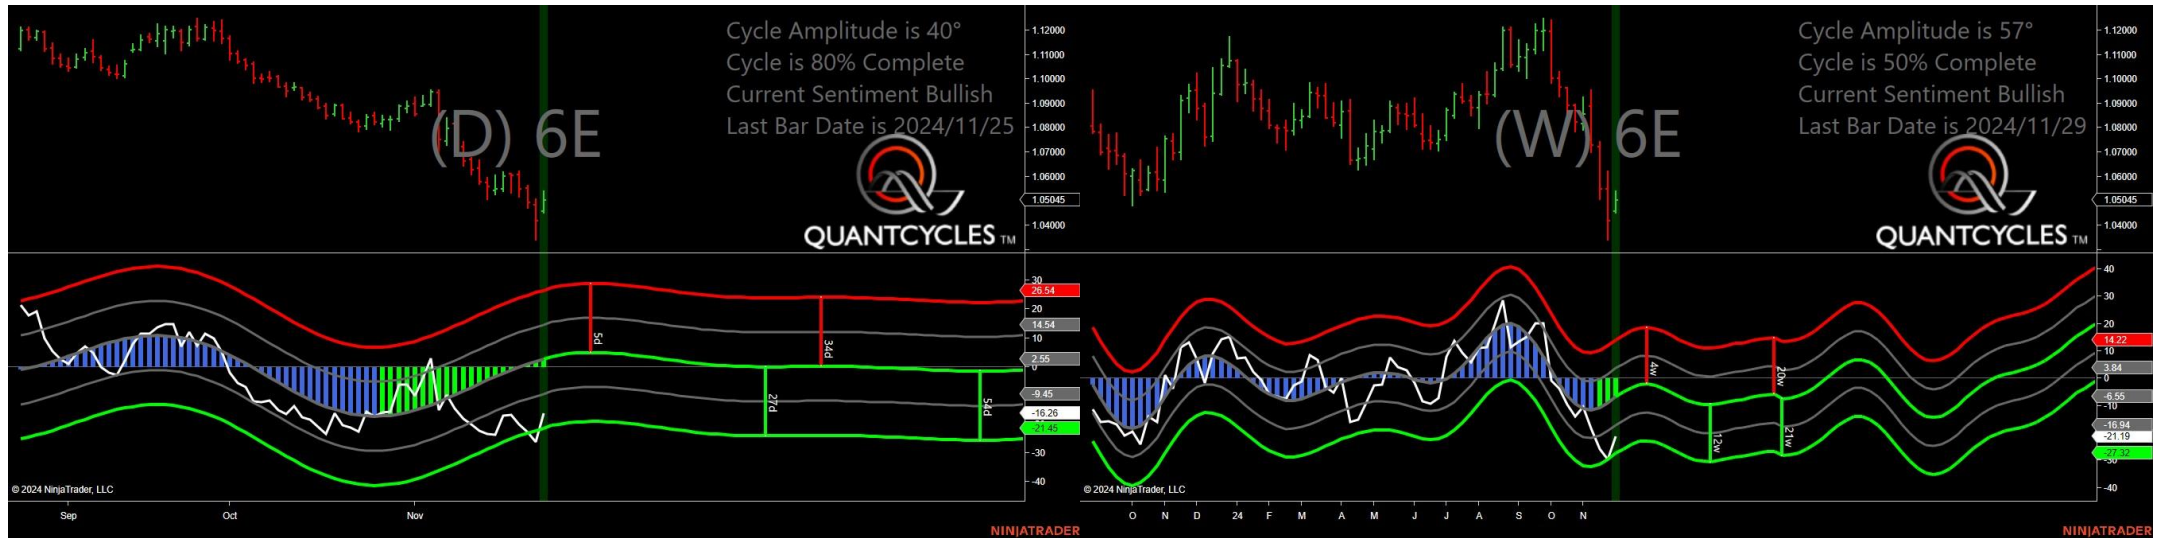 Cycle Amplitude is 40°
Cycle is 80% Complete
Current Sentiment Bullish
Last Bar Date is 2024/11/25
(D) 6E
QUANTCYCLES TM
1.12000
1.11000
1.10000
1.09000
1.08000
1.07000
1.06000
1.05045
1.04000
30
26.54
20
14.54
2.55
0
-9.45
-16.26
-21.45
-30
-40
5d
27d
34d
54d
© 2024 NinjaTrader, LLC
Sep Oct Nov
NINJATRADER
Cycle Amplitude is 57°
Cycle is 50% Complete
Current Sentiment Bullish
Last Bar Date is 2024/11/29
(W) 6E
QUANTCYCLES TM
1.12000
1.11000
1.10000
1.09000
1.08000
1.07000
1.06000
1.05045
1.04000
40
30
20
14.22
10
3.84
0
-6.55
-10
-16.94
-21.19
-27.32
-30
-40
4w
12w
20w
21w
© 2024 NinjaTrader, LLC
O N D 24 F M A M J J A S O N
NINJATRADER